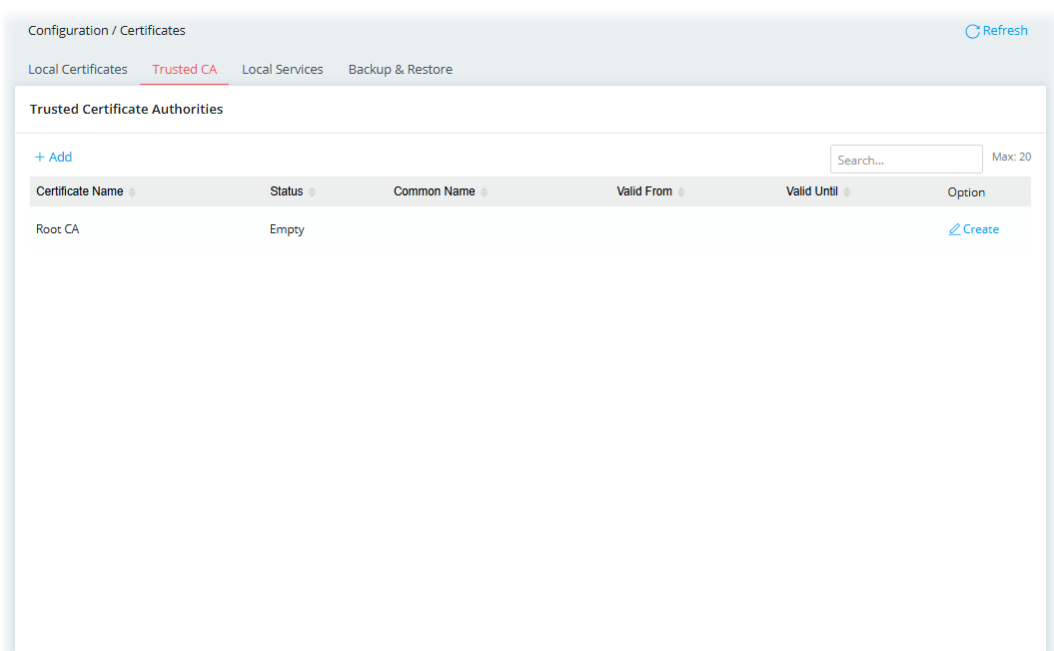 Configuration / Certificates
Refresh
Local Certificates Trusted CA Local Services Backup & Restore
Trusted Certificate Authorities
+ Add
Search...
Max: 20
Certificate Name Status Common Name Valid From Valid Until Option
Root CA Empty Create